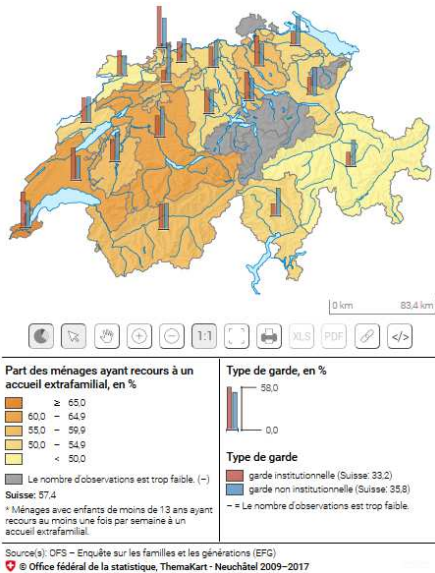 0 km 83,4 km
1:1 XLS PDF </>
Part des ménages ayant recours à un
accueil extrafamilial, en %
≥ 65,0
60,0 – 64,9
55,0 – 59,9
50,0 – 54,9
< 50,0
Le nombre d'observations est trop faible. (–)
Suisse: 57,4
* Ménages avec enfants de moins de 13 ans ayant
recours au moins une fois par semaine à un
accueil extrafamilial.
Type de garde, en %
58,0
0,0
Type de garde
garde institutionnelle (Suisse: 33,2)
garde non institutionnelle (Suisse: 35,8)
– = Le nombre d'observations est trop faible.
Source(s): OFS – Enquête sur les familles et les générations (EFG)
© Office fédéral de la statistique, ThemaKart - Neuchâtel 2009–2017